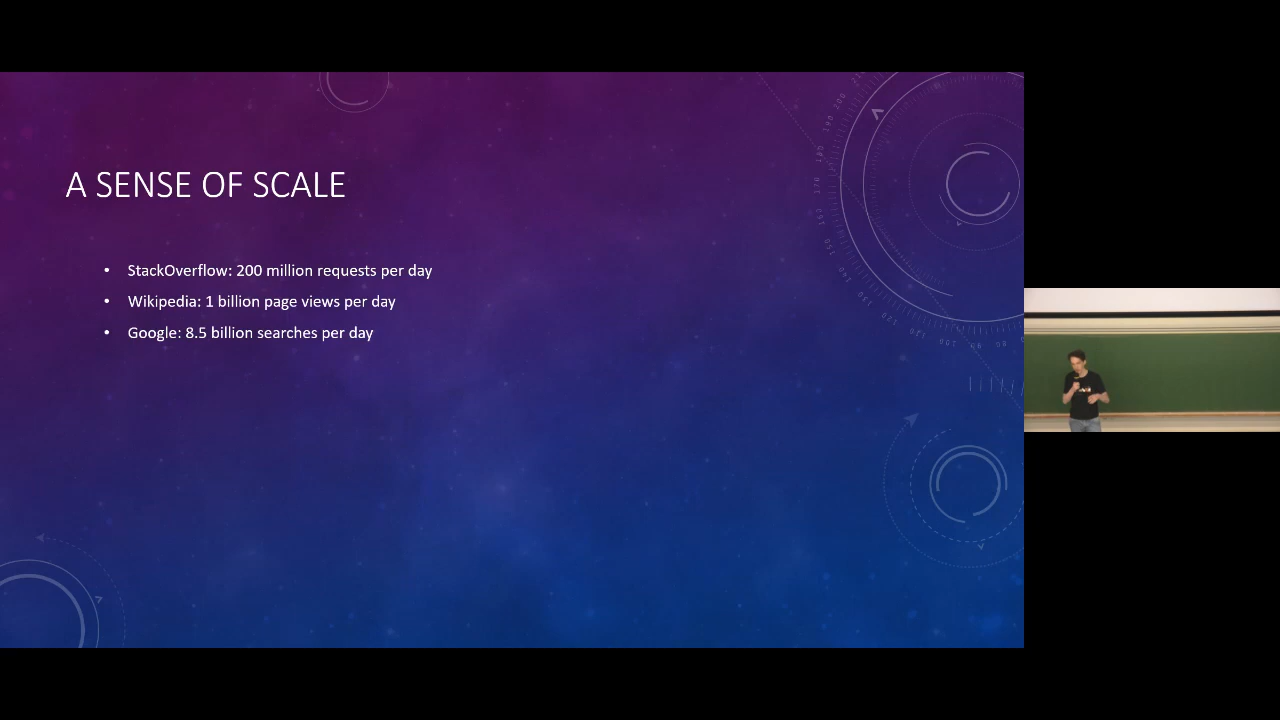 A SENSE OF SCALE
• StackOverflow: 200 million requests per day
• Wikipedia: 1 billion page views per day
• Google: 8.5 billion searches per day